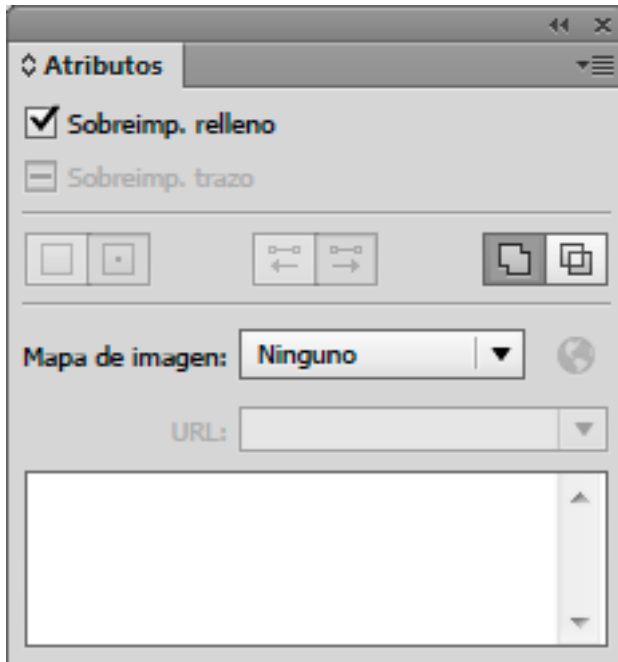 Atributos
Sobreimp. relleno
Sobreimp. trazo
Mapa de imagen: Ninguno
URL: